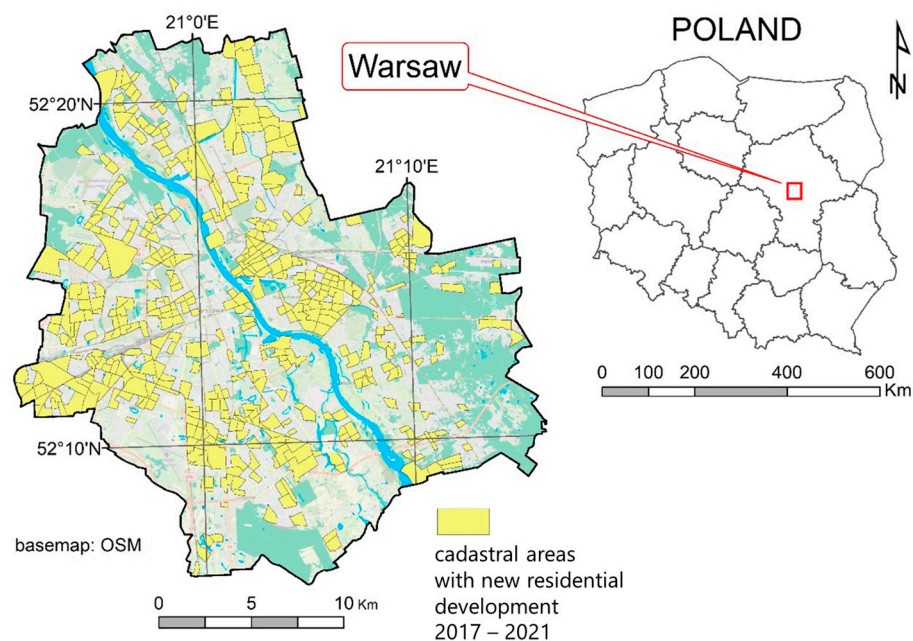 21°0'E
POLAND
Warsaw
52°20'N
21°10'E
0 100 200 400 600 Km
52°10'N
basemap: OSM
cadastral areas
with new residential
development
2017 – 2021
0 5 10 Km